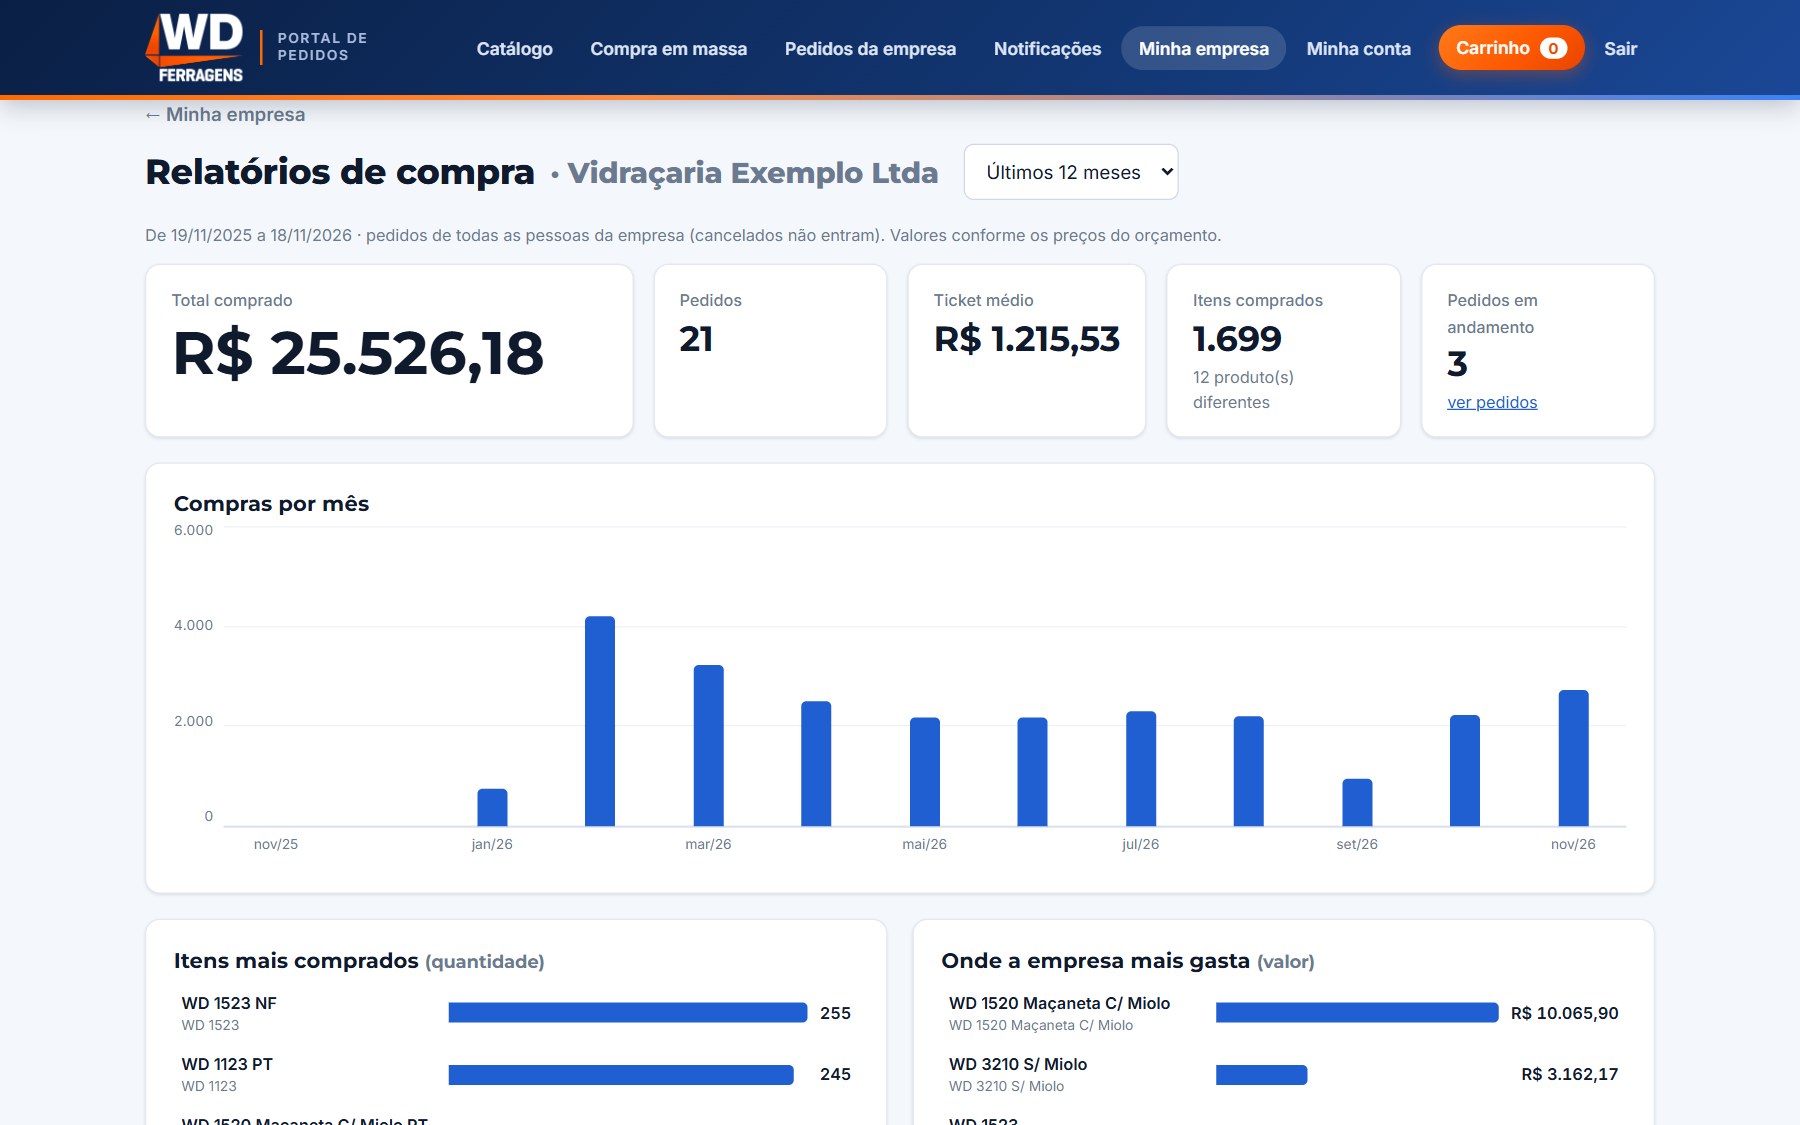 WD
FERRAGENS
PORTAL DE
PEDIDOS
Catálogo
Compra em massa
Pedidos da empresa
Notificações
Minha empresa
Minha conta
Carrinho 0
Sair
← Minha empresa
Relatórios de compra · Vidraçaria Exemplo Ltda
Últimos 12 meses
De 19/11/2025 a 18/11/2026 · pedidos de todas as pessoas da empresa (cancelados não entram). Valores conforme os preços do orçamento.
Total comprado
R$ 25.526,18
Pedidos
21
Ticket médio
R$ 1.215,53
Itens comprados
1.699
12 produto(s)
diferentes
Pedidos em
andamento
3
ver pedidos
Compras por mês
6.000
4.000
2.000
0
nov/25
jan/26
mar/26
mai/26
jul/26
set/26
nov/26
Itens mais comprados (quantidade)
WD 1523 NF
WD 1523
255
WD 1123 PT
WD 1123
245
WD 1520 Maçaneta C/ Miolo PT
Onde a empresa mais gasta (valor)
WD 1520 Maçaneta C/ Miolo
WD 1520 Maçaneta C/ Miolo
R$ 10.065,90
WD 3210 S/ Miolo
WD 3210 S/ Miolo
R$ 3.162,17
WD 1523